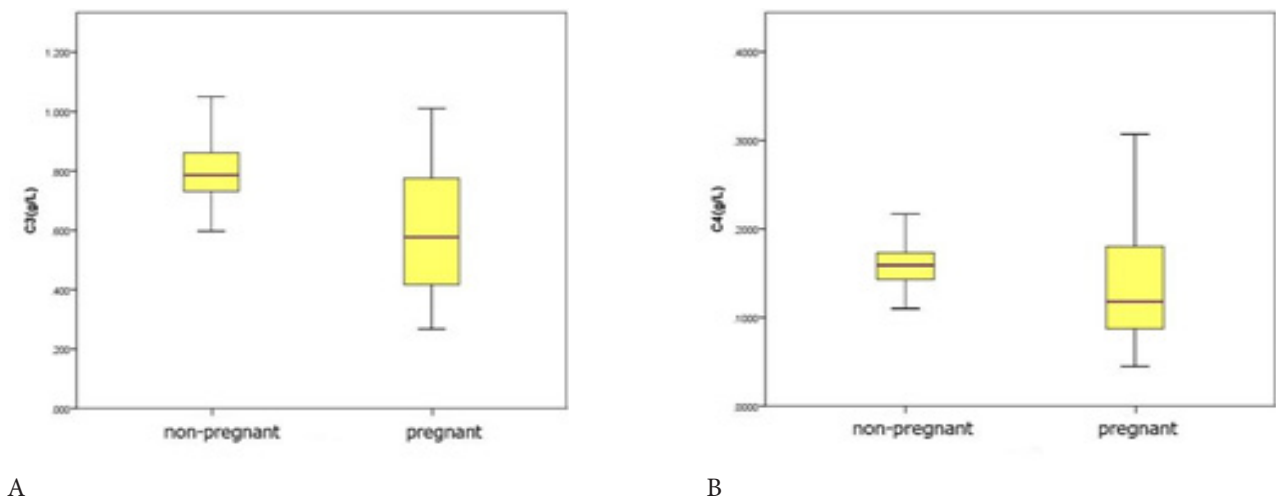 1.200
1.000
.800
.600
.400
.200
.000
C3(g/L)
non-pregnant pregnant
A
.4000
.3000
.2000
.1000
.0000
C4(g/L)
non-pregnant pregnant
B